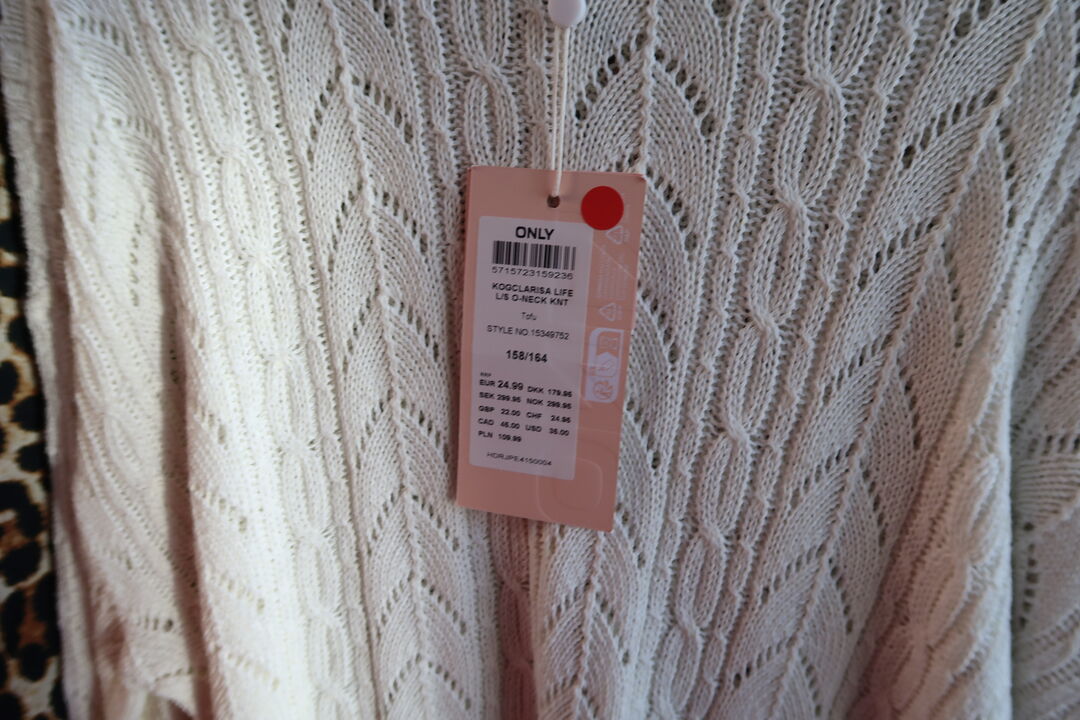 ONLY
5715723159236
KOGCLARISA LIFE
L/S O-NECK KNT
Tofu
STYLE NO 15349752
158/164
RRP
EUR 24.99 DKK 179.95
SEK 299.95 NOK 299.95
GBP 22.00 CHF 24.95
CAD 45.00 USD 35.00
PLN 109.99